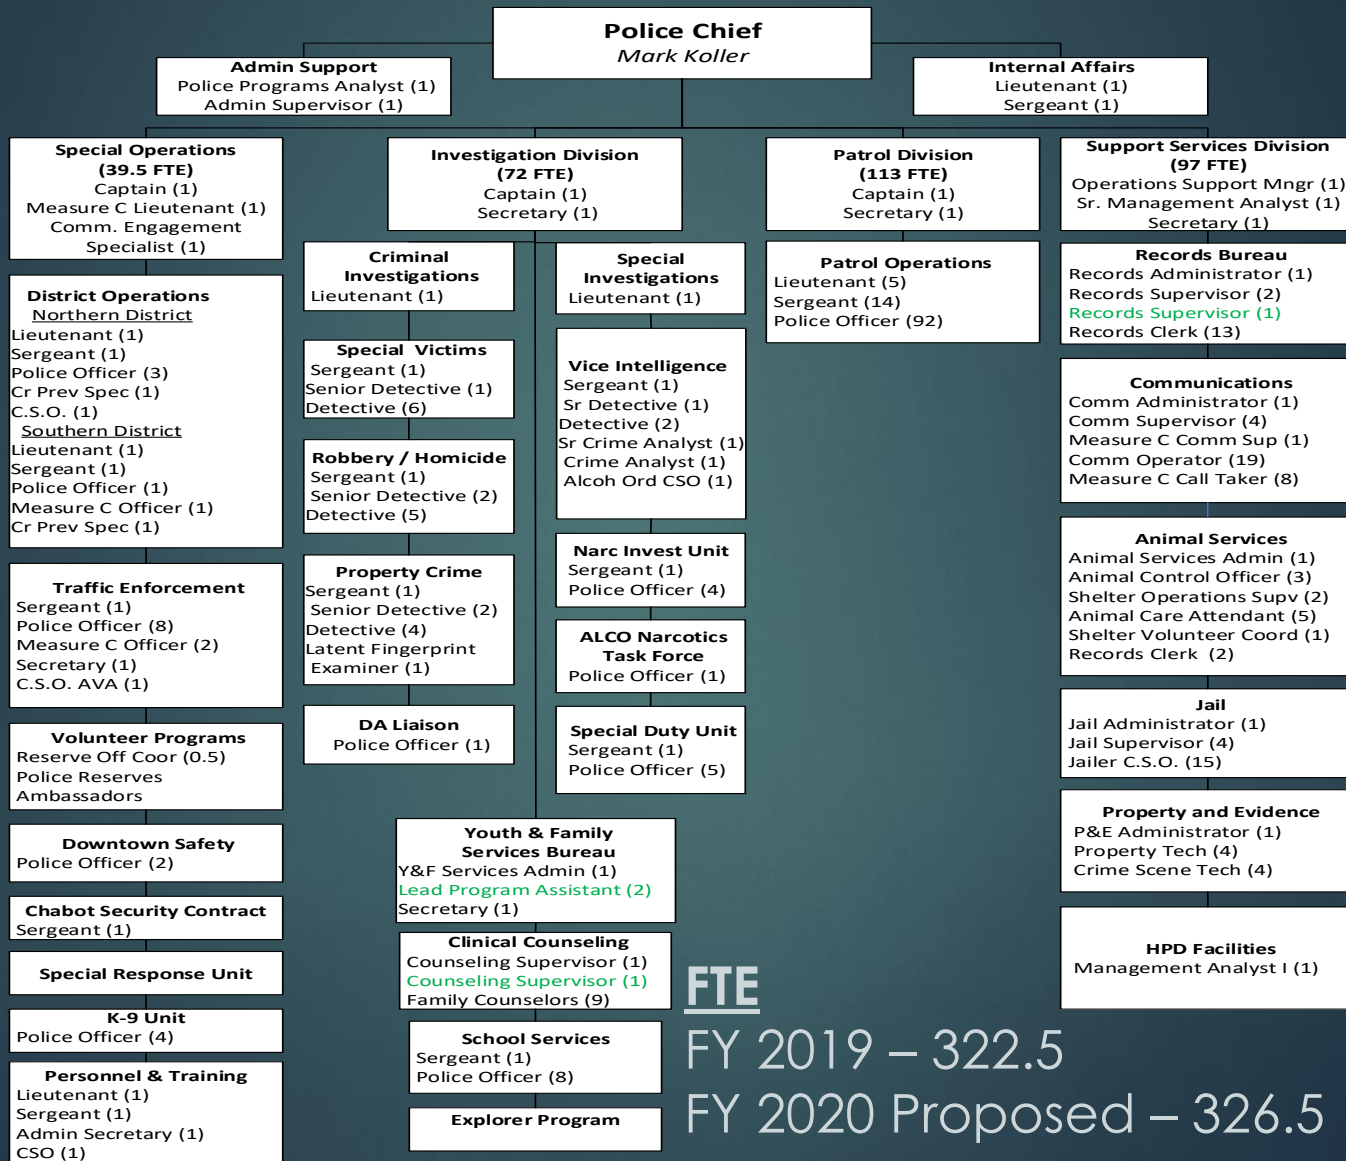 Police Chief
Mark Koller
Admin Support
Police Programs Analyst (1)
Admin Supervisor (1)
Internal Affairs
Lieutenant (1)
Sergeant (1)
Special Operations
(39.5 FTE)
Captain (1)
Measure C Lieutenant (1)
Comm. Engagement
Specialist (1)
District Operations
Northern District
Lieutenant (1)
Sergeant (1)
Police Officer (3)
Cr Prev Spec (1)
C.S.O. (1)
Southern District
Lieutenant (1)
Sergeant (1)
Police Officer (1)
Measure C Officer (1)
Cr Prev Spec (1)
Traffic Enforcement
Sergeant (1)
Police Officer (8)
Measure C Officer (2)
Secretary (1)
C.S.O. AVA (1)
Volunteer Programs
Reserve Off Coor (0.5)
Police Reserves
Ambassadors
Downtown Safety
Police Officer (2)
Chabot Security Contract
Sergeant (1)
Special Response Unit
K-9 Unit
Police Officer (4)
Personnel & Training
Lieutenant (1)
Sergeant (1)
Admin Secretary (1)
CSO (1)
Investigation Division
(72 FTE)
Captain (1)
Secretary (1)
Criminal
Investigations
Lieutenant (1)
Special Victims
Sergeant (1)
Senior Detective (1)
Detective (6)
Robbery / Homicide
Sergeant (1)
Senior Detective (2)
Detective (5)
Property Crime
Sergeant (1)
Senior Detective (2)
Detective (4)
Latent Fingerprint
Examiner (1)
DA Liaison
Police Officer (1)
Special
Investigations
Lieutenant (1)
Vice Intelligence
Sergeant (1)
Sr Detective (1)
Detective (2)
Sr Crime Analyst (1)
Crime Analyst (1)
Alcoh Ord CSO (1)
Narc Invest Unit
Sergeant (1)
Police Officer (4)
ALCO Narcotics
Task Force
Police Officer (1)
Special Duty Unit
Sergeant (1)
Police Officer (5)
Youth & Family
Services Bureau
Y&F Services Admin (1)
Lead Program Assistant (2)
Secretary (1)
Clinical Counseling
Counseling Supervisor (1)
Counseling Supervisor (1)
Family Counselors (9)
School Services
Sergeant (1)
Police Officer (8)
Explorer Program
Patrol Division
(113 FTE)
Captain (1)
Secretary (1)
Patrol Operations
Lieutenant (5)
Sergeant (14)
Police Officer (92)
Support Services Division
(97 FTE)
Operations Support Mngr (1)
Sr. Management Analyst (1)
Secretary (1)
Records Bureau
Records Administrator (1)
Records Supervisor (2)
Records Supervisor (1)
Records Clerk (13)
Communications
Comm Administrator (1)
Comm Supervisor (4)
Measure C Comm Sup (1)
Comm Operator (19)
Measure C Call Taker (8)
Animal Services
Animal Services Admin (1)
Animal Control Officer (3)
Shelter Operations Supv (2)
Animal Care Attendant (5)
Shelter Volunteer Coord (1)
Records Clerk (2)
Jail
Jail Administrator (1)
Jail Supervisor (4)
Jailer C.S.O. (15)
Property and Evidence
P&E Administrator (1)
Property Tech (4)
Crime Scene Tech (4)
HPD Facilities
Management Analyst I (1)
FTE
FY 2019 – 322.5
FY 2020 Proposed – 326.5